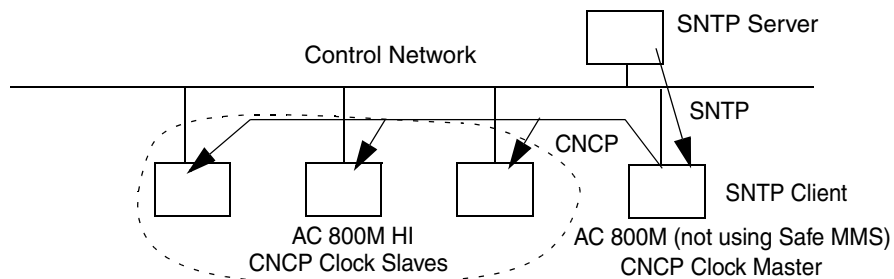 SNTP Server
Control Network
SNTP
CNCP
SNTP Client
AC 800M HI
CNCP Clock Slaves
AC 800M (not using Safe MMS)
CNCP Clock Master